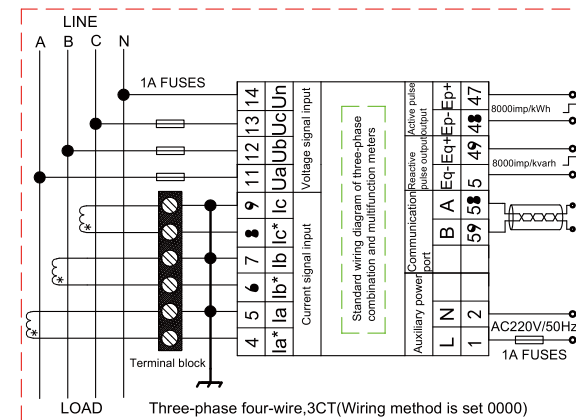 LINE
A B C N
1A FUSES
14 Un
13 Uc
12 Ub
11 Ua
9 Ic
8 Ic*
7 Ib
6 Ib*
5 Ia
4 Ia*
Voltage signal input
Current signal input
Standard wiring diagram of three-phase
combination and multifunction meters
Active pulse
output
Reactive
pulse output
Communication
port
Auxiliary power
Ep+ 47
Ep- 48
Eq+ 49
Eq- 5
A 58
B 59
N 2
L 1
8000imp/kWh
8000imp/kvarh
AC220V/50Hz
1A FUSES
Terminal block
LOAD
Three-phase four-wire,3CT(Wiring method is set 0000)